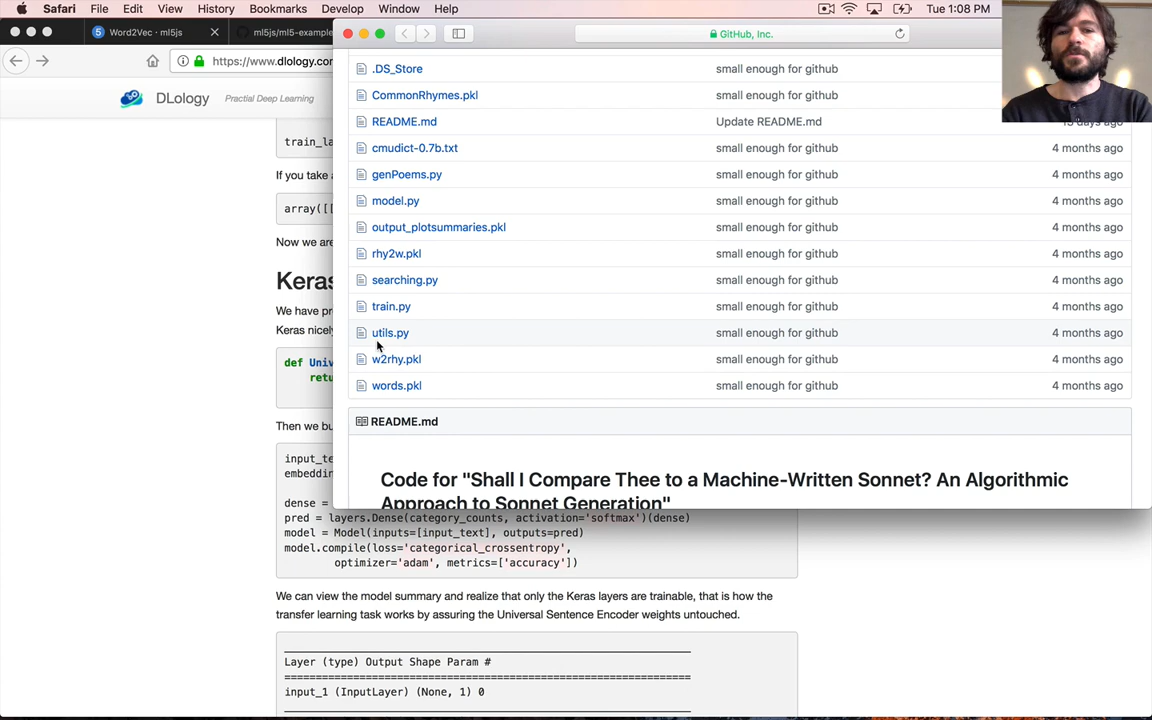 Safari File Edit View History Bookmarks Develop Window Help Tue 1:08 PM
Word2Vec · ml5js
ml5js/ml5-example
GitHub, Inc.
https://www.dlology.com
DLology Practial Deep Learning
.DS_Store small enough for github
CommonRhymes.pkl small enough for github
README.md Update README.md 15 days ago
cmudict-0.7b.txt small enough for github 4 months ago
genPoems.py small enough for github 4 months ago
model.py small enough for github 4 months ago
output_plotsummaries.pkl small enough for github 4 months ago
rhy2w.pkl small enough for github 4 months ago
searching.py small enough for github 4 months ago
train.py small enough for github 4 months ago
utils.py small enough for github 4 months ago
w2rhy.pkl small enough for github 4 months ago
words.pkl small enough for github 4 months ago
README.md
Code for "Shall I Compare Thee to a Machine-Written Sonnet? An Algorithmic
Approach to Sonnet Generation"
train_la
If you take a
array([[
Now we are
Keras
We have pr
Keras nicely
def Univ
retu
Then we bu
input_te
embeddin
dense =
pred = layers.Dense(category_counts, activation='softmax')(dense)
model = Model(inputs=[input_text], outputs=pred)
model.compile(loss='categorical_crossentropy',
optimizer='adam', metrics=['accuracy'])
We can view the model summary and realize that only the Keras layers are trainable, that is how the
transfer learning task works by assuring the Universal Sentence Encoder weights untouched.
Layer (type) Output Shape Param #
input_1 (InputLayer) (None, 1) 0